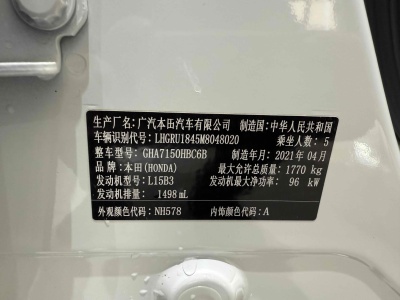 生产厂名：广汽本田汽车有限公司 制造国：中华人民共和国
车辆识别代号：LHGRU1845M8048020 乘坐人数：5
整车型号：GHA7150HBC6B 制造年月：2021年04月
品牌：本田(HONDA) 最大允许总质量：1770 kg
发动机型号：L15B3 发动机最大净功率：96 kW
发动机排量：1498 mL
外观颜色代码：NH578 内饰颜色代码：A